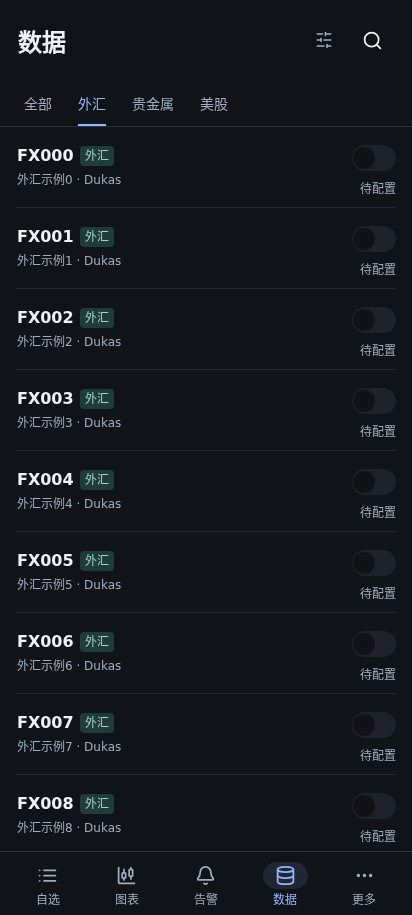 数据
全部 外汇 贵金属 美股
FX000 外汇
外汇示例0 · Dukas
待配置
FX001 外汇
外汇示例1 · Dukas
待配置
FX002 外汇
外汇示例2 · Dukas
待配置
FX003 外汇
外汇示例3 · Dukas
待配置
FX004 外汇
外汇示例4 · Dukas
待配置
FX005 外汇
外汇示例5 · Dukas
待配置
FX006 外汇
外汇示例6 · Dukas
待配置
FX007 外汇
外汇示例7 · Dukas
待配置
FX008 外汇
外汇示例8 · Dukas
待配置
自选 图表 告警 数据 更多